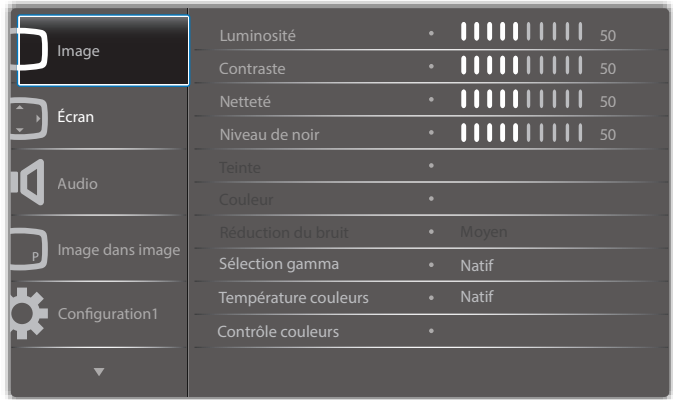 Image
Écran
Audio
P
Image dans image
Configuration1
Luminosité • 50
Contraste • 50
Netteté • 50
Niveau de noir • 50
Teinte •
Couleur •
Réduction du bruit • Moyen
Sélection gamma • Natif
Température couleurs • Natif
Contrôle couleurs •